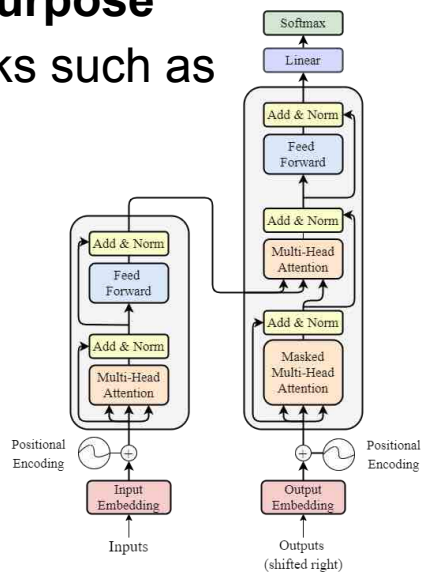 urpose
ks such as
Softmax
Linear
Add & Norm
Feed
Forward
Add & Norm
Multi-Head
Attention
Add & Norm
Masked
Multi-Head
Attention
Positional
Encoding
Output
Embedding
Outputs
(shifted right)
Add & Norm
Feed
Forward
Add & Norm
Multi-Head
Attention
Positional
Encoding
Input
Embedding
Inputs